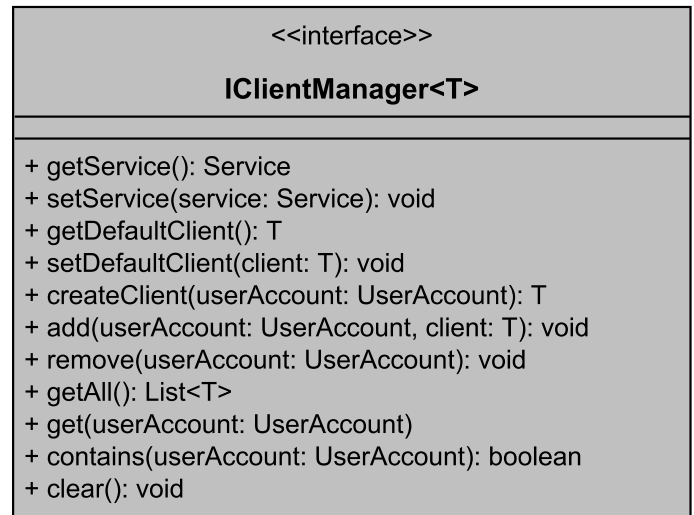 <<interface>>
IClientManager<T>
+ getService(): Service
+ setService(service: Service): void
+ getDefaultClient(): T
+ setDefaultClient(client: T): void
+ createClient(userAccount: UserAccount): T
+ add(userAccount: UserAccount, client: T): void
+ remove(userAccount: UserAccount): void
+ getAll(): List<T>
+ get(userAccount: UserAccount)
+ contains(userAccount: UserAccount): boolean
+ clear(): void